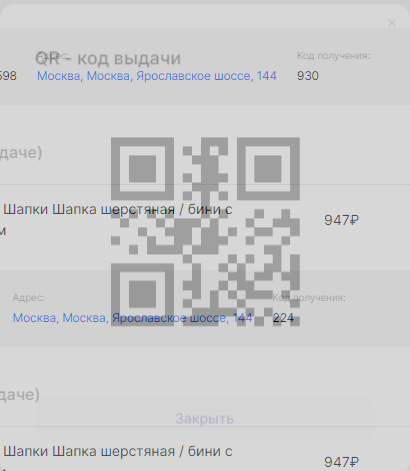 ×
QR - код выдачи
Адрес:
Код получения:
598
Москва, Москва, Ярославское шоссе, 144
930
даче)
Шапки Шапка шерстяная / бини с
м
947₽
Адрес:
Код получения:
Москва, Москва, Ярославское шоссе, 144
224
даче)
Закрыть
Шапки Шапка шерстяная / бини с
947₽